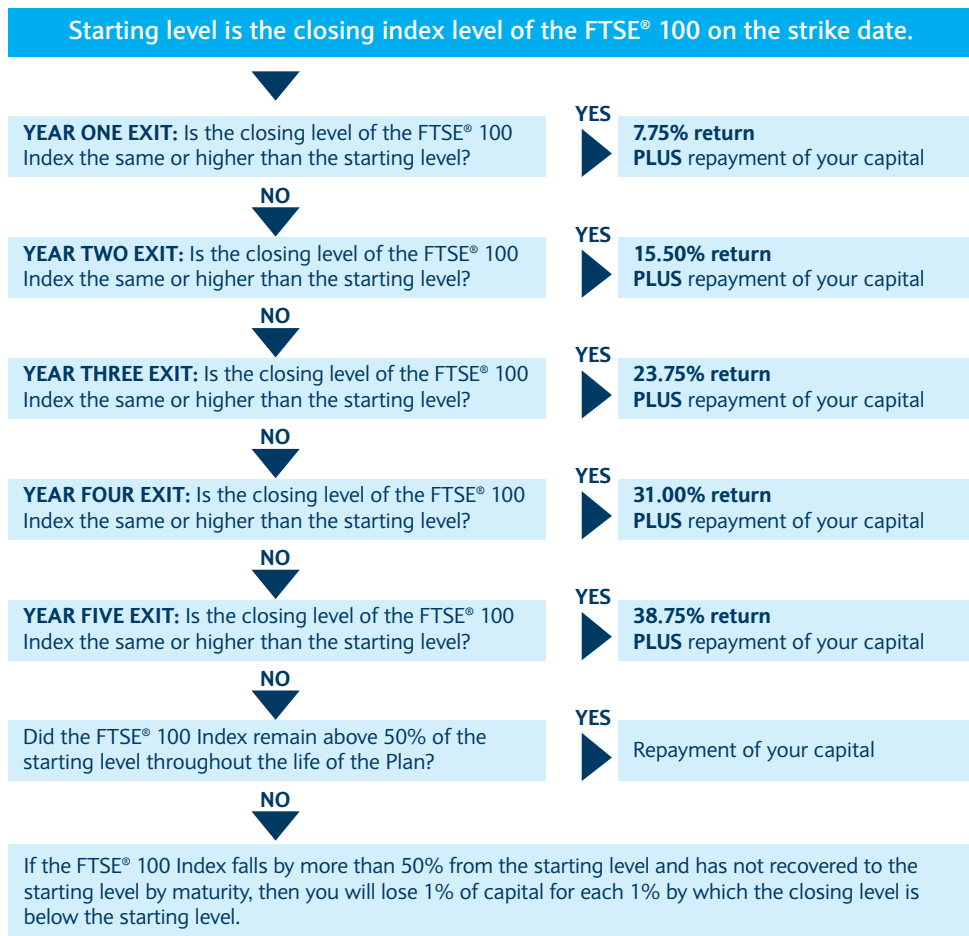 Starting level is the closing index level of the FTSE® 100 on the strike date.
YEAR ONE EXIT: Is the closing level of the FTSE® 100
Index the same or higher than the starting level?
YES
7.75% return
PLUS repayment of your capital
NO
YEAR TWO EXIT: Is the closing level of the FTSE® 100
Index the same or higher than the starting level?
YES
15.50% return
PLUS repayment of your capital
NO
YEAR THREE EXIT: Is the closing level of the FTSE® 100
Index the same or higher than the starting level?
YES
23.75% return
PLUS repayment of your capital
NO
YEAR FOUR EXIT: Is the closing level of the FTSE® 100
Index the same or higher than the starting level?
YES
31.00% return
PLUS repayment of your capital
NO
YEAR FIVE EXIT: Is the closing level of the FTSE® 100
Index the same or higher than the starting level?
YES
38.75% return
PLUS repayment of your capital
NO
Did the FTSE® 100 Index remain above 50% of the
starting level throughout the life of the Plan?
YES
Repayment of your capital
NO
If the FTSE® 100 Index falls by more than 50% from the starting level and has not recovered to the
starting level by maturity, then you will lose 1% of capital for each 1% by which the closing level is
below the starting level.